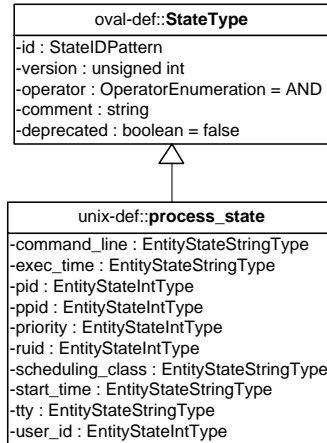 oval-def::StateType
-id : StateIDPattern
-version : unsigned int
-operator : OperatorEnumeration = AND
-comment : string
-deprecated : boolean = false
unix-def::process_state
-command_line : EntityStateStringType
-exec_time : EntityStateStringType
-pid : EntityStateIntType
-ppid : EntityStateIntType
-priority : EntityStateIntType
-ruid : EntityStateIntType
-scheduling_class : EntityStateStringType
-start_time : EntityStateStringType
-tty : EntityStateStringType
-user_id : EntityStateIntType